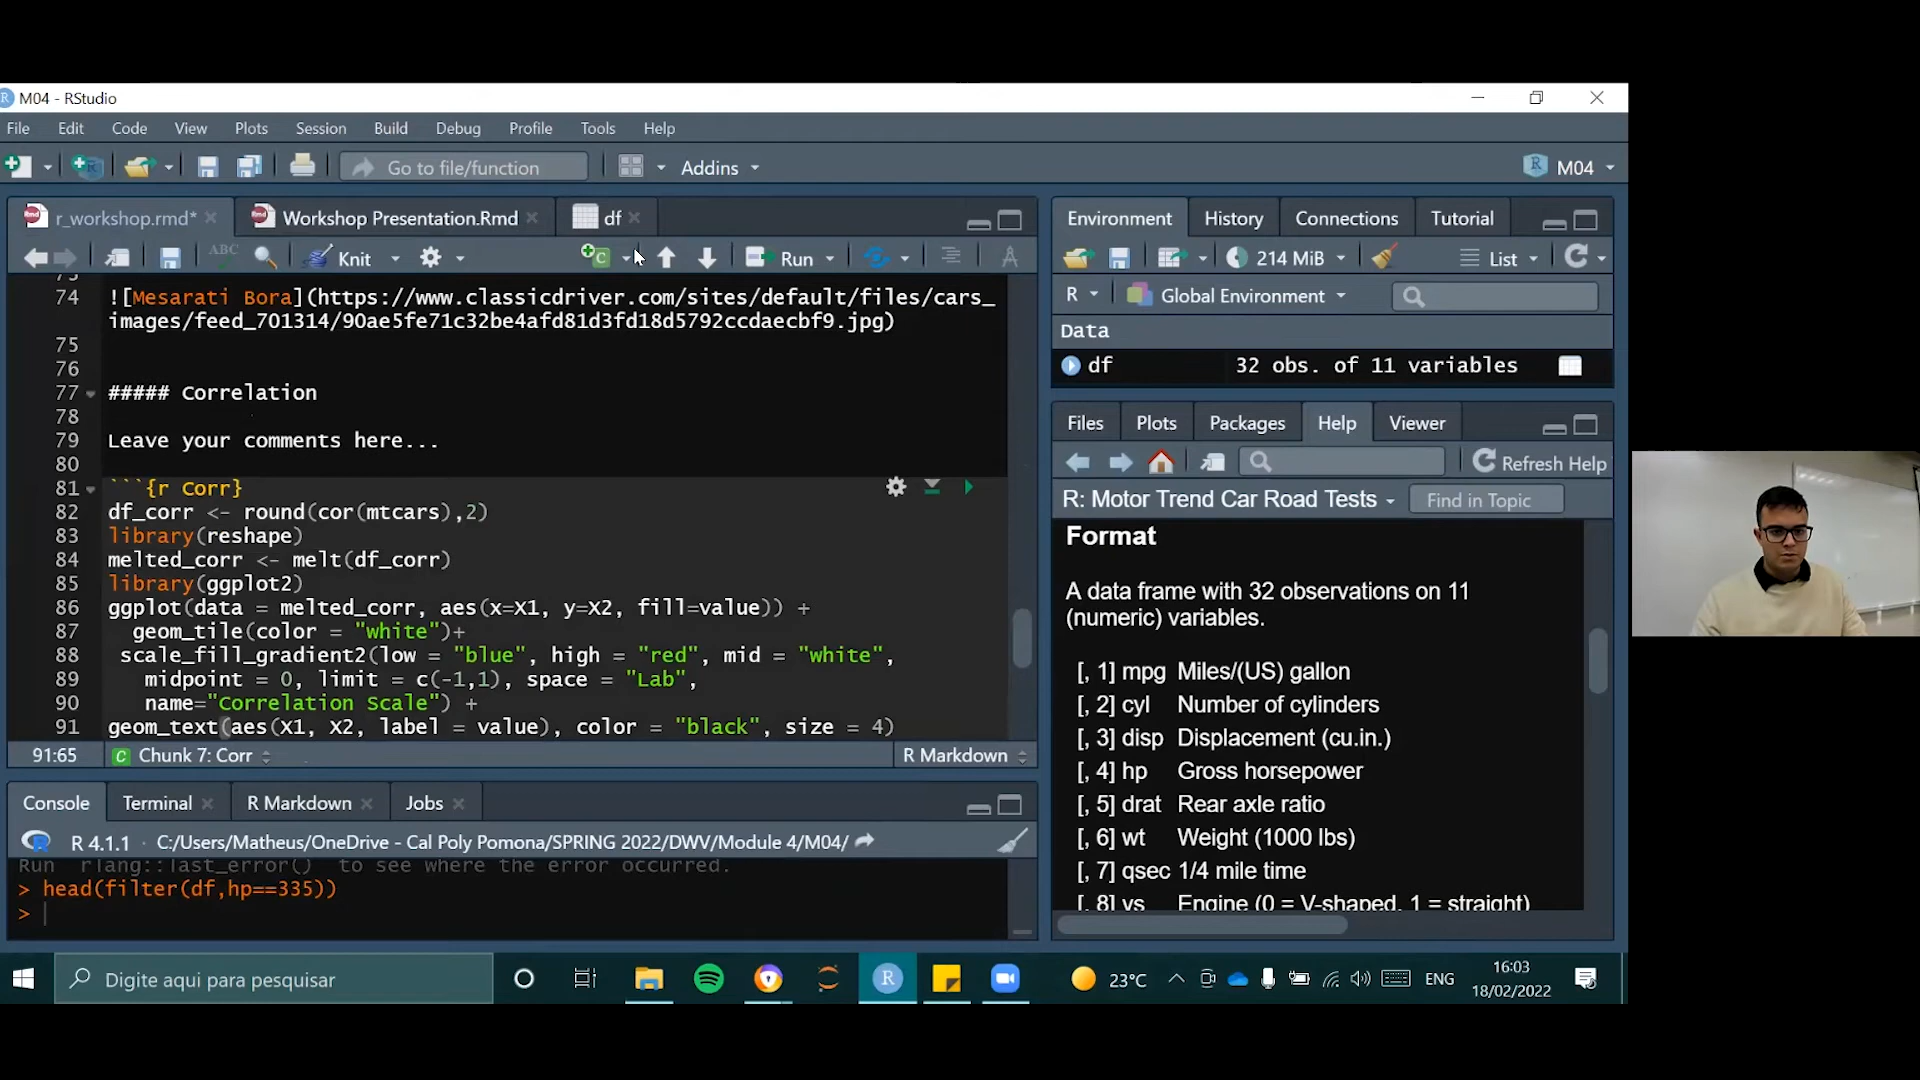 M04 - RStudio
File Edit Code View Plots Session Build Debug Profile Tools Help
Go to file/function Addins M04
r_workshop.rmd* Workshop Presentation.Rmd df
ABC Knit Run
74 ![Mesarati Bora](https://www.classicdriver.com/sites/default/files/cars_
images/feed_701314/90ae5fe71c32be4afd81d3fd18d5792ccdaecbf9.jpg)
75
76
77 ##### Correlation
78
79 Leave your comments here...
80
81 ```{r Corr}
82 df_corr <- round(cor(mtcars),2)
83 library(reshape)
84 melted_corr <- melt(df_corr)
85 library(ggplot2)
86 ggplot(data = melted_corr, aes(x=X1, y=X2, fill=value)) +
87 geom_tile(color = "white")+
88 scale_fill_gradient2(low = "blue", high = "red", mid = "white",
89 midpoint = 0, limit = c(-1,1), space = "Lab",
90 name="Correlation Scale") +
91 geom_text(aes(X1, X2, label = value), color = "black", size = 4)
91:65 Chunk 7: Corr R Markdown
Console Terminal R Markdown Jobs
R 4.1.1 · C:/Users/Matheus/OneDrive - Cal Poly Pomona/SPRING 2022/DWV/Module 4/M04/
Run rlang::last_error() to see where the error occurred.
> head(filter(df,hp==335))
>
Environment History Connections Tutorial
214 MiB List
R Global Environment
Data
df 32 obs. of 11 variables
Files Plots Packages Help Viewer
Refresh Help
R: Motor Trend Car Road Tests Find in Topic
Format
A data frame with 32 observations on 11
(numeric) variables.
[, 1] mpg Miles/(US) gallon
[, 2] cyl Number of cylinders
[, 3] disp Displacement (cu.in.)
[, 4] hp Gross horsepower
[, 5] drat Rear axle ratio
[, 6] wt Weight (1000 lbs)
[, 7] qsec 1/4 mile time
[, 8] vs Engine (0 = V-shaped, 1 = straight)
Digite aqui para pesquisar
23°C ENG 16:03
18/02/2022